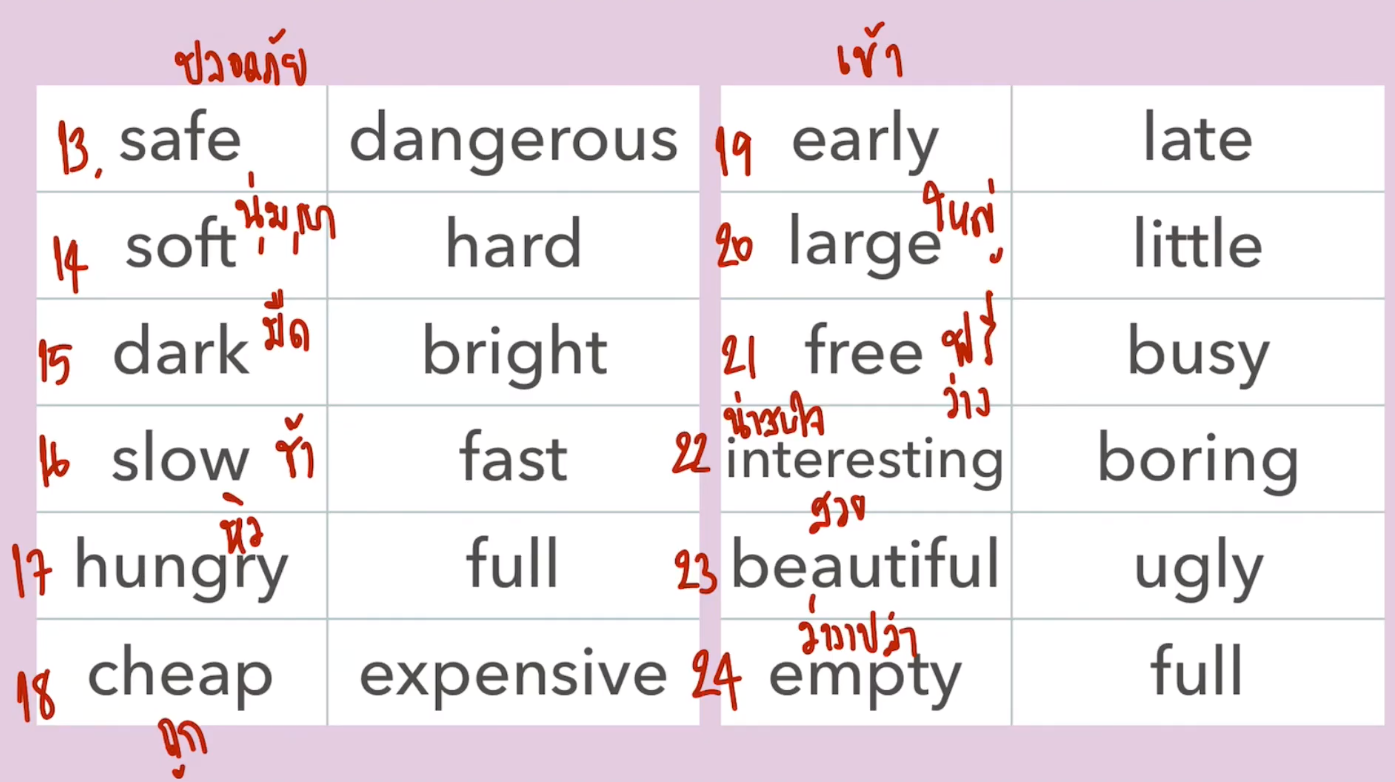 ปลอดภัย
13. safe dangerous
นุ่ม,เบา
14 soft hard
มืด
15 dark bright
16 slow ช้า fast
หิว
17 hungry full
18 cheap expensive
ถูก
เช้า
19 early late
ใหญ่
20 large little
21 free ฟรี busy
ว่าง
น่าสนใจ
22 interesting boring
สวย
23 beautiful ugly
ว่างเปล่า
24 empty full